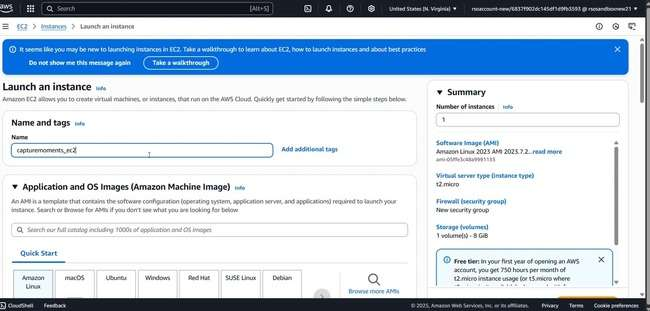 aws
Search
[Alt+S]
United States (N. Virginia)
EC2
Instances
Launch an instance
It seems like you may be new to launching instances in EC2. Take a walkthrough to learn about EC2, how to launch instances and about best practices
Do not show me this message again
Take a walkthrough
Launch an instance Info
Amazon EC2 allows you to create virtual machines, or instances, that run on the AWS Cloud. Quickly get started by following the simple steps below.
Name and tags Info
Name
capturemoments_ec2
Add additional tags
Application and OS Images (Amazon Machine Image) Info
An AMI is a template that contains the software configuration (operating system, application server, and applications) required to launch your
instance. Search or Browse for AMIs if you don't see what you are looking for below
Search our full catalog including 1000s of application and OS images
Quick Start
Amazon
Linux
macOS
Ubuntu
Windows
Red Hat
SUSE Linux
Debian
Browse more AMIs
Summary
Number of instances Info
1
Software Image (AMI)
Amazon Linux 2023 AMI 2023.7.2...read more
Virtual server type (instance type)
t2.micro
Firewall (security group)
New security group
Storage (volumes)
1 volume(s) - 8 GiB
Free tier: In your first year of opening an AWS
account, you get 750 hours per month of
t2.micro instance usage (or t3.micro where
CloudShell
Feedback
© 2025, Amazon Web Services, Inc. or its affiliates.
Privacy
Terms
Cookie preferences